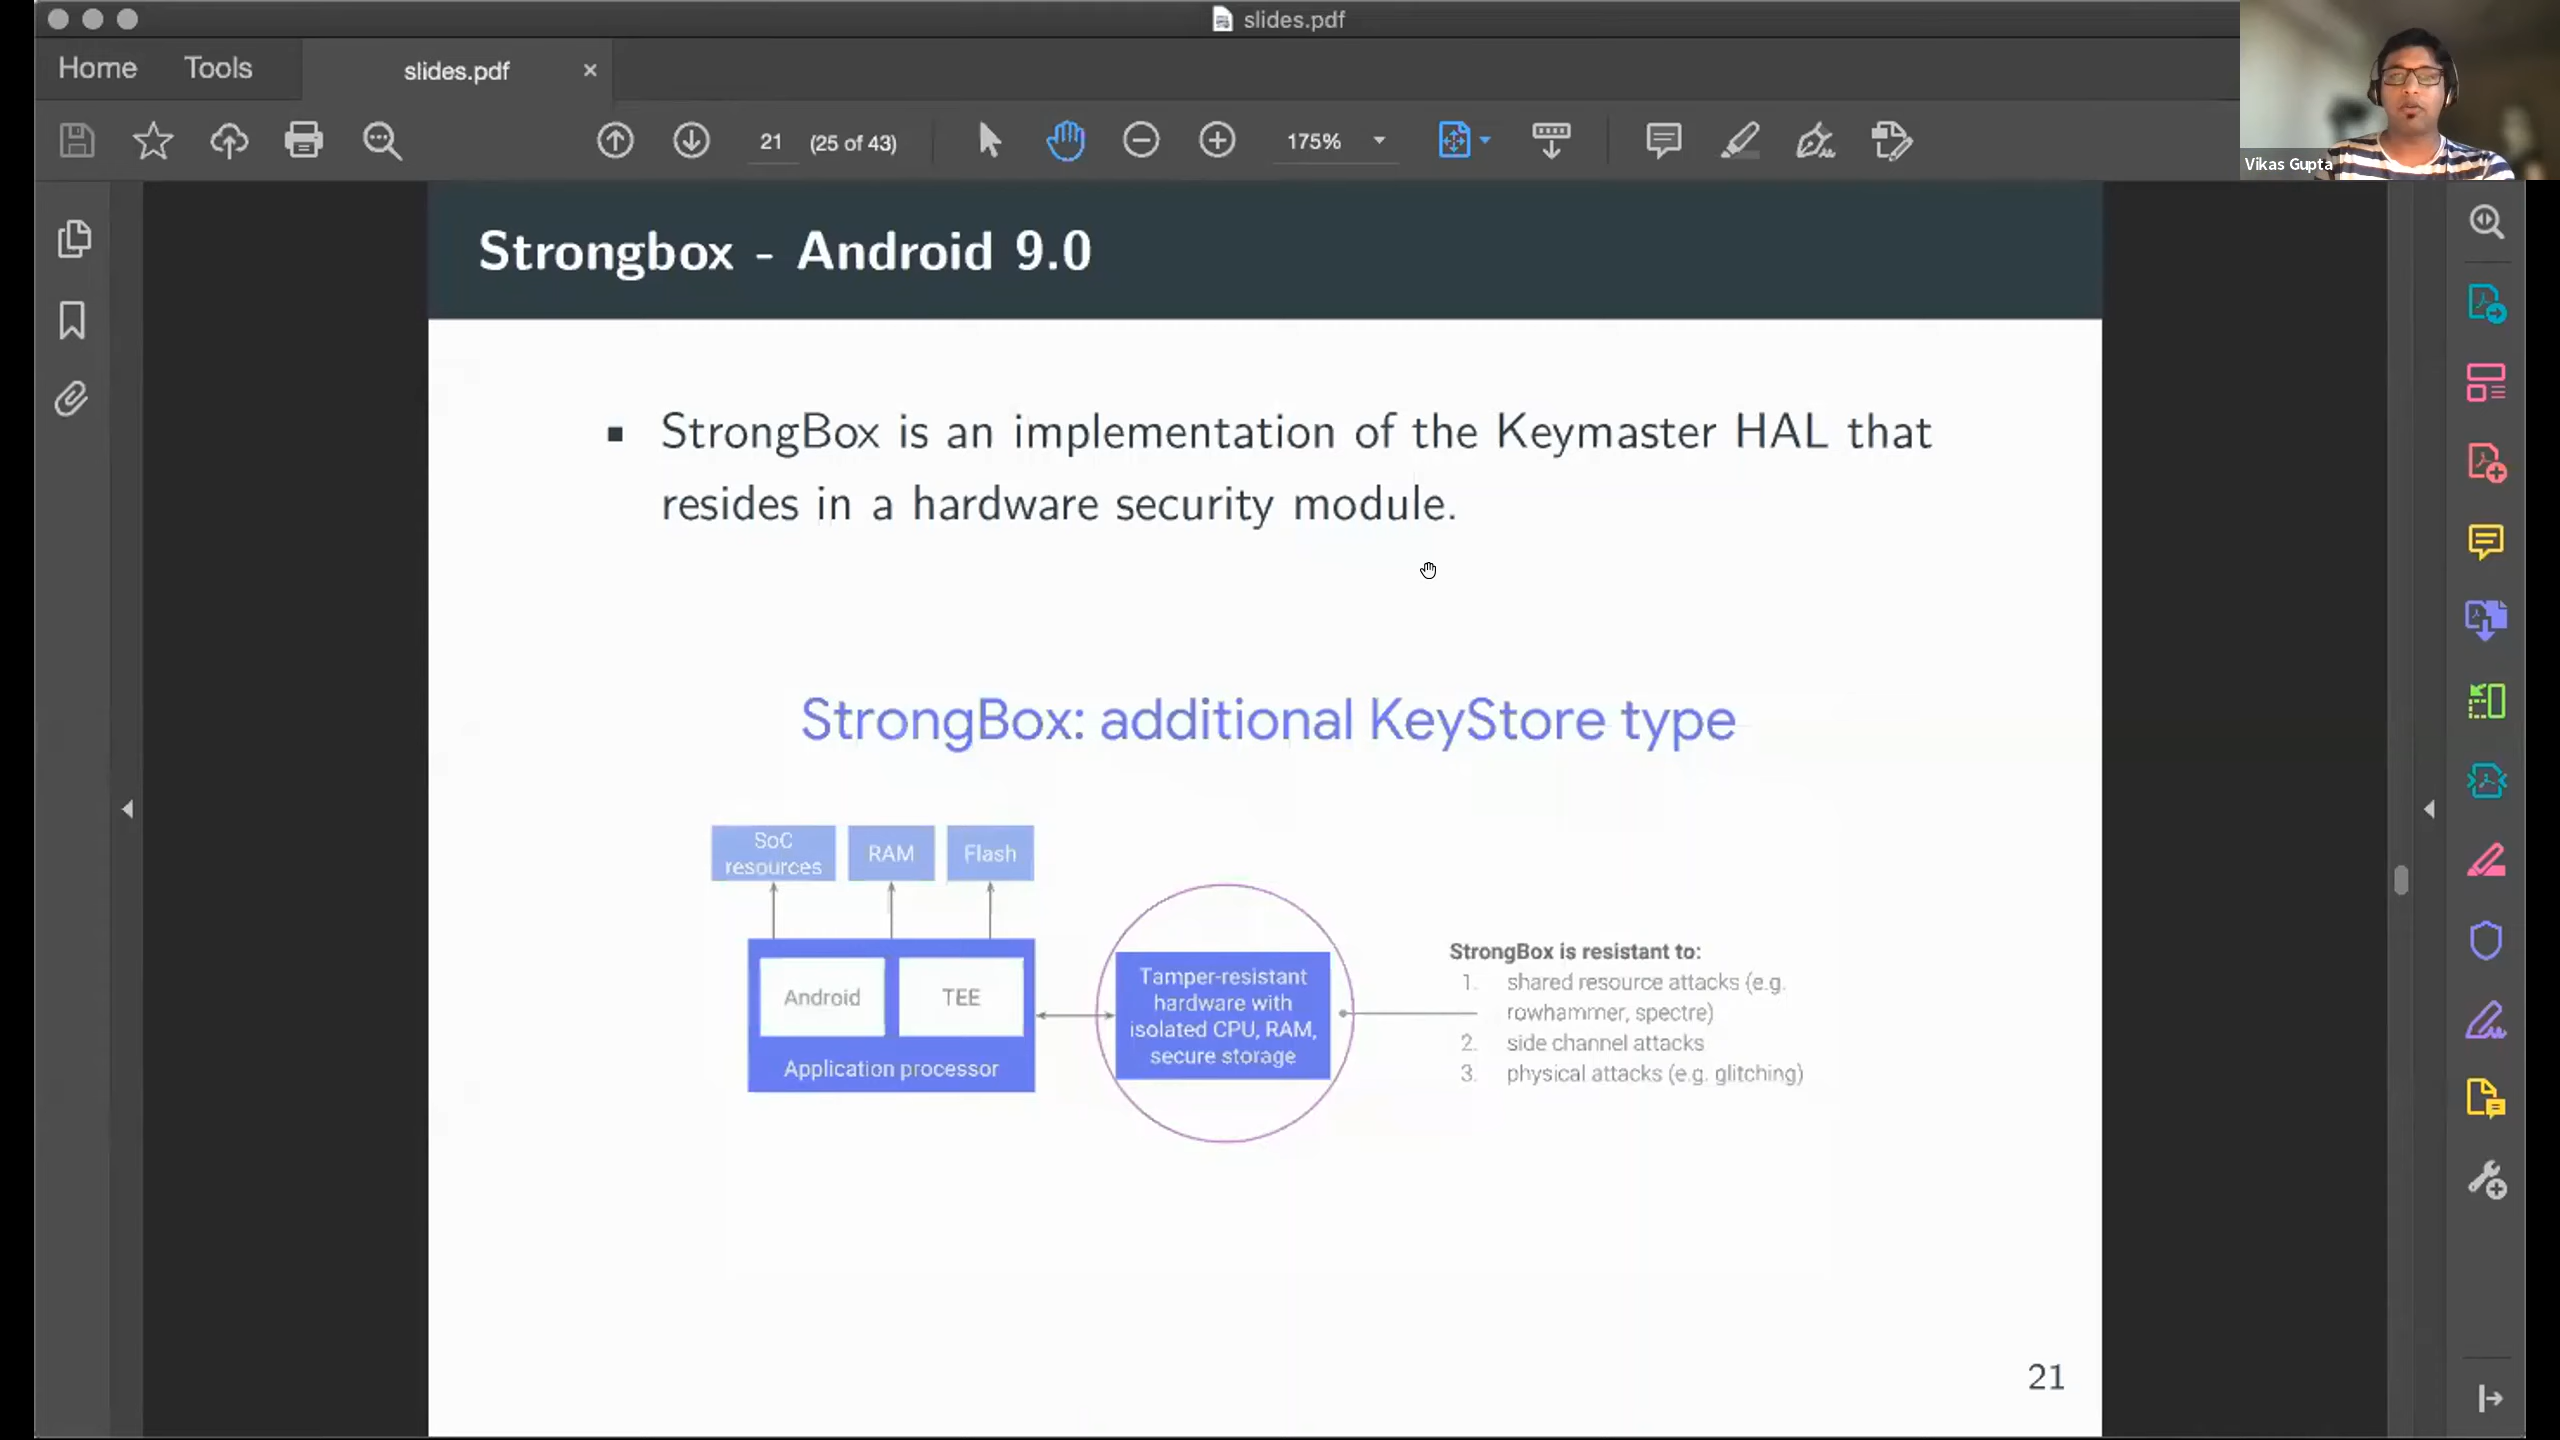 slides.pdf
Home
Tools
slides.pdf
21
(25 of 43)
175%
Vikas Gupta
Strongbox - Android 9.0
StrongBox is an implementation of the Keymaster HAL that
resides in a hardware security module.
StrongBox: additional KeyStore type
SoC
resources
RAM
Flash
Android
TEE
Application processor
Tamper-resistant
hardware with
isolated CPU, RAM,
secure storage
StrongBox is resistant to:
1. shared resource attacks (e.g.
rowhammer, spectre)
2. side channel attacks
3. physical attacks (e.g. glitching)
21